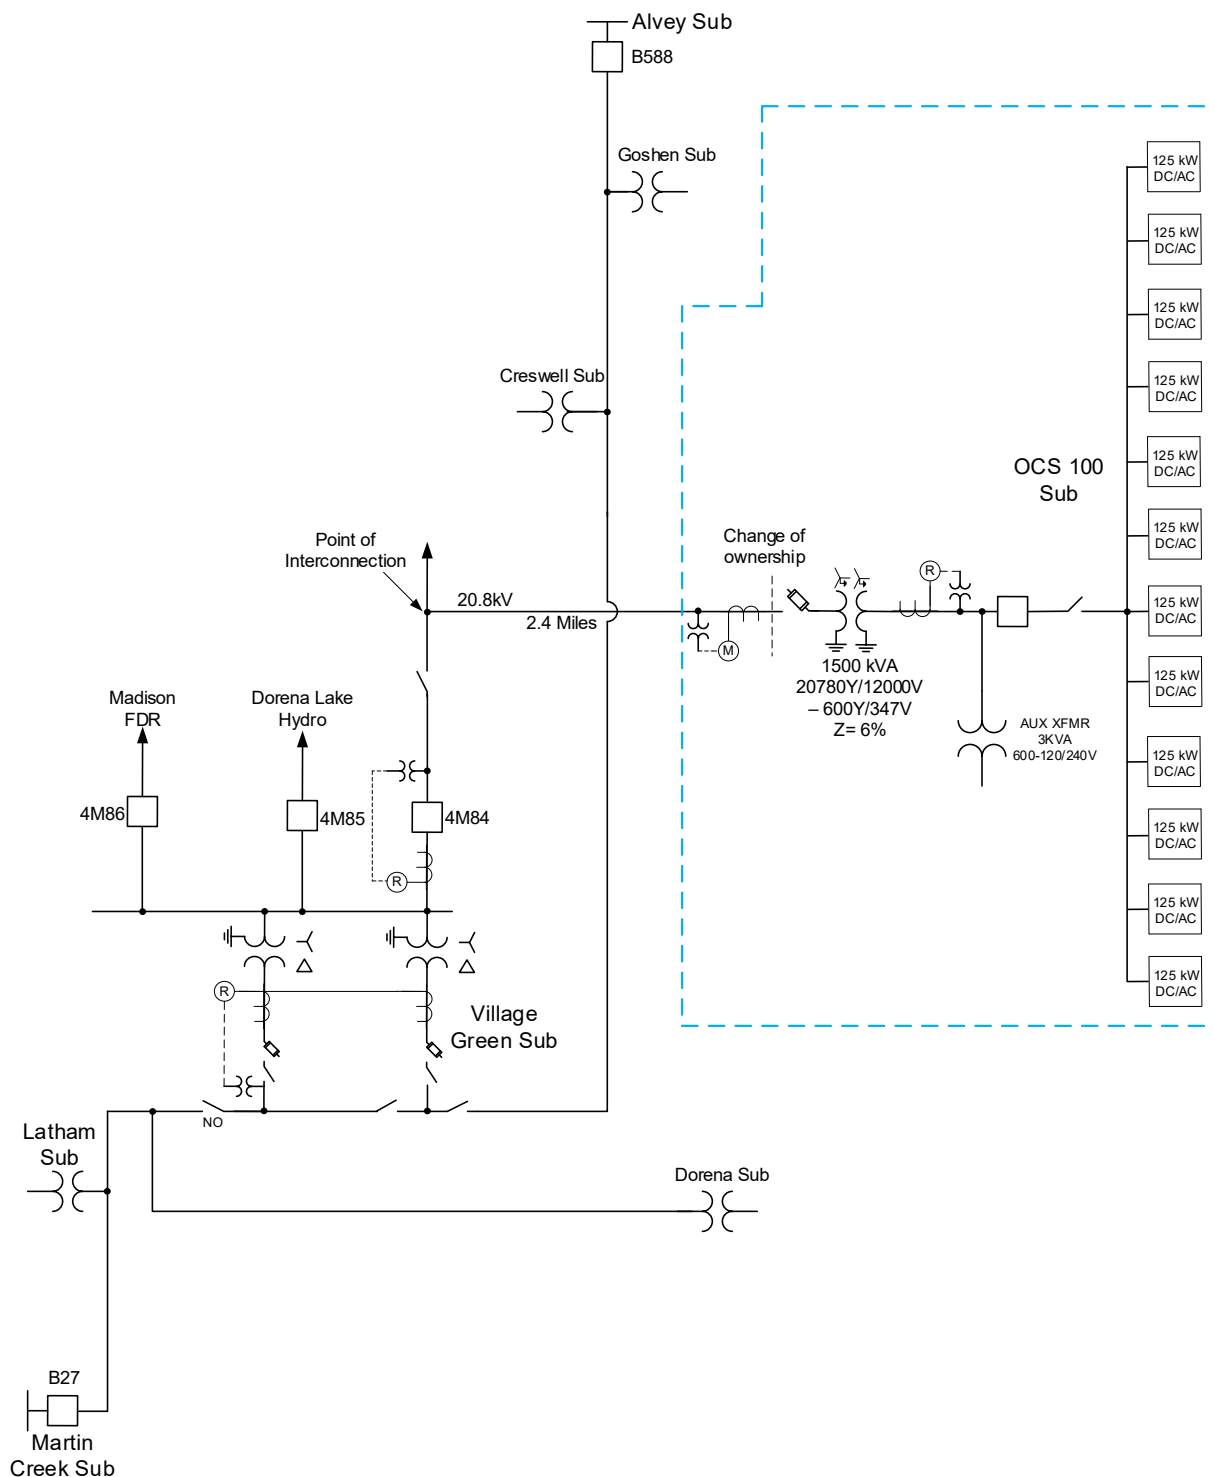 Alvey Sub
B588
Goshen Sub
125 kW
DC/AC
125 kW
DC/AC
125 kW
DC/AC
Creswell Sub
125 kW
DC/AC
OCS 100
Sub
125 kW
DC/AC
125 kW
DC/AC
Point of
Interconnection
Change of
ownership
R
20.8kV
2.4 Miles
M
125 kW
DC/AC
1500 kVA
20780Y/12000V
– 600Y/347V
Z= 6%
125 kW
DC/AC
Madison
FDR
Dorena Lake
Hydro
AUX XFMR
3KVA
600-120/240V
125 kW
DC/AC
4M86
4M85
4M84
125 kW
DC/AC
R
125 kW
DC/AC
R
125 kW
DC/AC
Village
Green Sub
NO
Latham
Sub
Dorena Sub
B27
Martin
Creek Sub